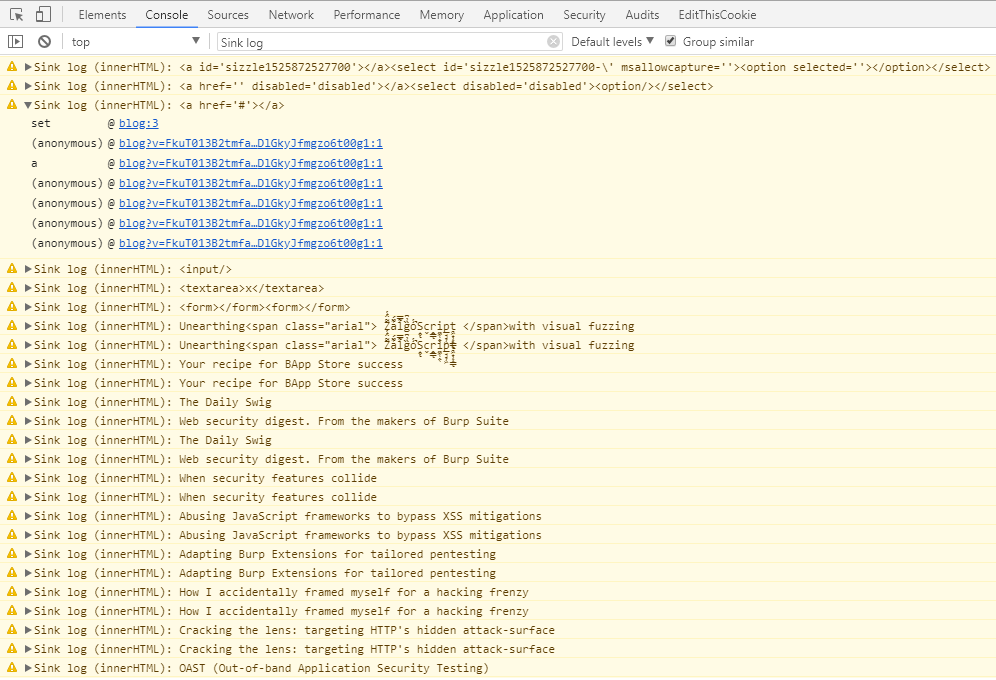 Elements Console Sources Network Performance Memory Application Security Audits EditThisCookie
top Sink log Default levels Group similar
Sink log (innerHTML): <a id='sizzle1525872527700'></a><select id='sizzle1525872527700-\' msallowcapture=''><option selected=''></option></select>
Sink log (innerHTML): <a href='' disabled='disabled'></a><select disabled='disabled'><option/></select>
Sink log (innerHTML): <a href='#'></a>
set @ blog:3
(anonymous) @ blog?v=FkuT013B2tmfa…DlGkyJfmgzo6t00g1:1
a @ blog?v=FkuT013B2tmfa…DlGkyJfmgzo6t00g1:1
(anonymous) @ blog?v=FkuT013B2tmfa…DlGkyJfmgzo6t00g1:1
(anonymous) @ blog?v=FkuT013B2tmfa…DlGkyJfmgzo6t00g1:1
(anonymous) @ blog?v=FkuT013B2tmfa…DlGkyJfmgzo6t00g1:1
(anonymous) @ blog?v=FkuT013B2tmfa…DlGkyJfmgzo6t00g1:1
Sink log (innerHTML): <input/>
Sink log (innerHTML): <textarea>x</textarea>
Sink log (innerHTML): <form></form><form></form>
Sink log (innerHTML): Unearthing<span class="arial"> ZalgoScript </span>with visual fuzzing
Sink log (innerHTML): Unearthing<span class="arial"> ZalgoScript </span>with visual fuzzing
Sink log (innerHTML): Your recipe for BApp Store success
Sink log (innerHTML): Your recipe for BApp Store success
Sink log (innerHTML): The Daily Swig
Sink log (innerHTML): Web security digest. From the makers of Burp Suite
Sink log (innerHTML): The Daily Swig
Sink log (innerHTML): Web security digest. From the makers of Burp Suite
Sink log (innerHTML): When security features collide
Sink log (innerHTML): When security features collide
Sink log (innerHTML): Abusing JavaScript frameworks to bypass XSS mitigations
Sink log (innerHTML): Abusing JavaScript frameworks to bypass XSS mitigations
Sink log (innerHTML): Adapting Burp Extensions for tailored pentesting
Sink log (innerHTML): Adapting Burp Extensions for tailored pentesting
Sink log (innerHTML): How I accidentally framed myself for a hacking frenzy
Sink log (innerHTML): How I accidentally framed myself for a hacking frenzy
Sink log (innerHTML): Cracking the lens: targeting HTTP's hidden attack-surface
Sink log (innerHTML): Cracking the lens: targeting HTTP's hidden attack-surface
Sink log (innerHTML): OAST (Out-of-band Application Security Testing)